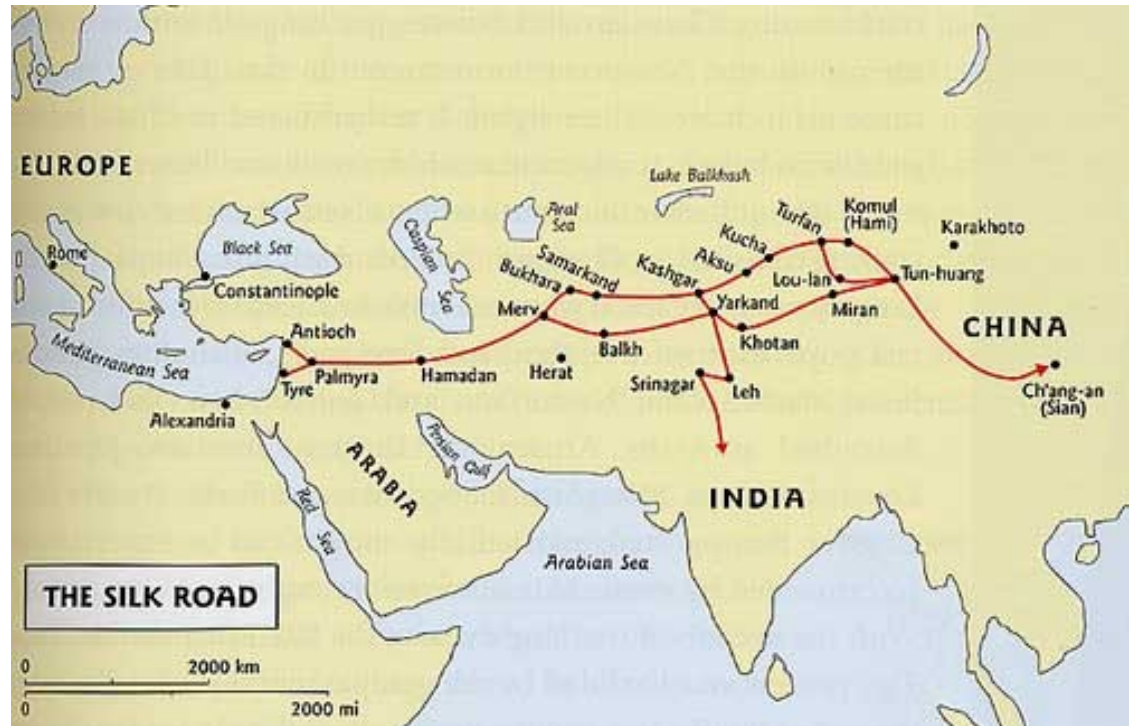 EUROPE
Rome
Black Sea
Constantinople
Mediterranean Sea
Antioch
Tyre
Palmyra
Alexandria
Caspian
Sea
Aral
Sea
Lake Balkhash
Hamadan
Merv
Bukhara
Samarkand
Herat
Balkh
Kashgar
Yarkand
Aksu
Kucha
Turfan
Komul
(Hami)
Karakhoto
Lou-lan
Tun-huang
Miran
Khotan
Srinagar
Leh
CHINA
Ch'ang-an
(Sian)
ARABIA
Persian Gulf
Red
Sea
INDIA
Arabian Sea
THE SILK ROAD
0 2000 km
0 2000 mi